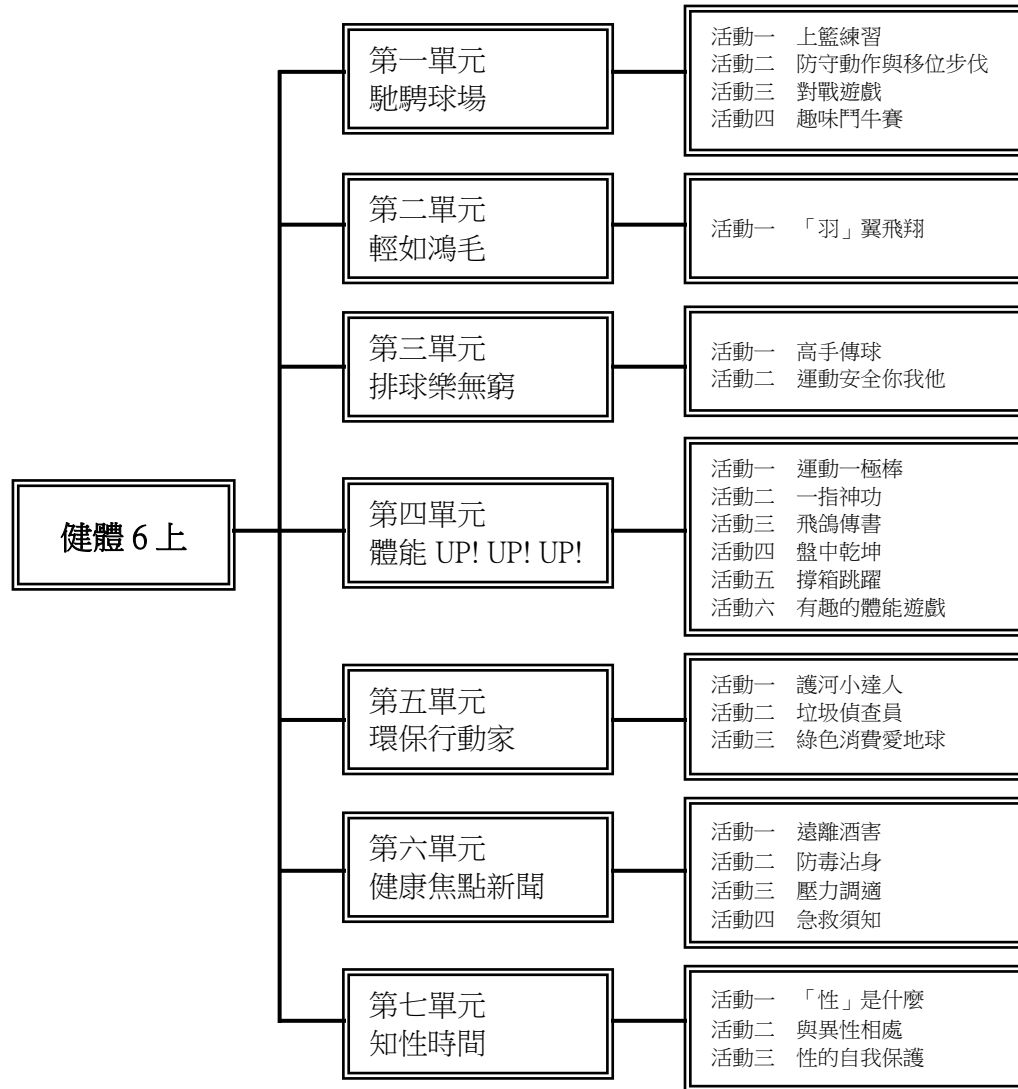 健體 6 上
第一單元
馳騁球場
活動一　上籃練習
活動二　防守動作與移位步伐
活動三　對戰遊戲
活動四　趣味鬥牛賽
第二單元
輕如鴻毛
活動一　「羽」翼飛翔
第三單元
排球樂無窮
活動一　高手傳球
活動二　運動安全你我他
第四單元
體能 UP! UP! UP!
活動一　運動一極棒
活動二　一指神功
活動三　飛鴿傳書
活動四　盤中乾坤
活動五　撐箱跳躍
活動六　有趣的體能遊戲
第五單元
環保行動家
活動一　護河小達人
活動二　垃圾偵查員
活動三　綠色消費愛地球
第六單元
健康焦點新聞
活動一　遠離酒害
活動二　防毒沾身
活動三　壓力調適
活動四　急救須知
第七單元
知性時間
活動一　「性」是什麼
活動二　與異性相處
活動三　性的自我保護